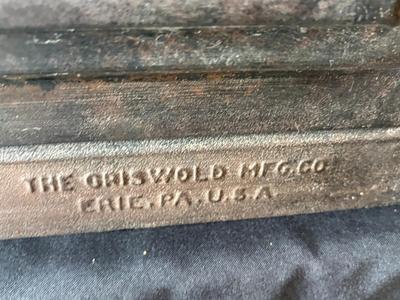 THE GRISWOLD MFG.CO
ERIE, PA, U.S.A